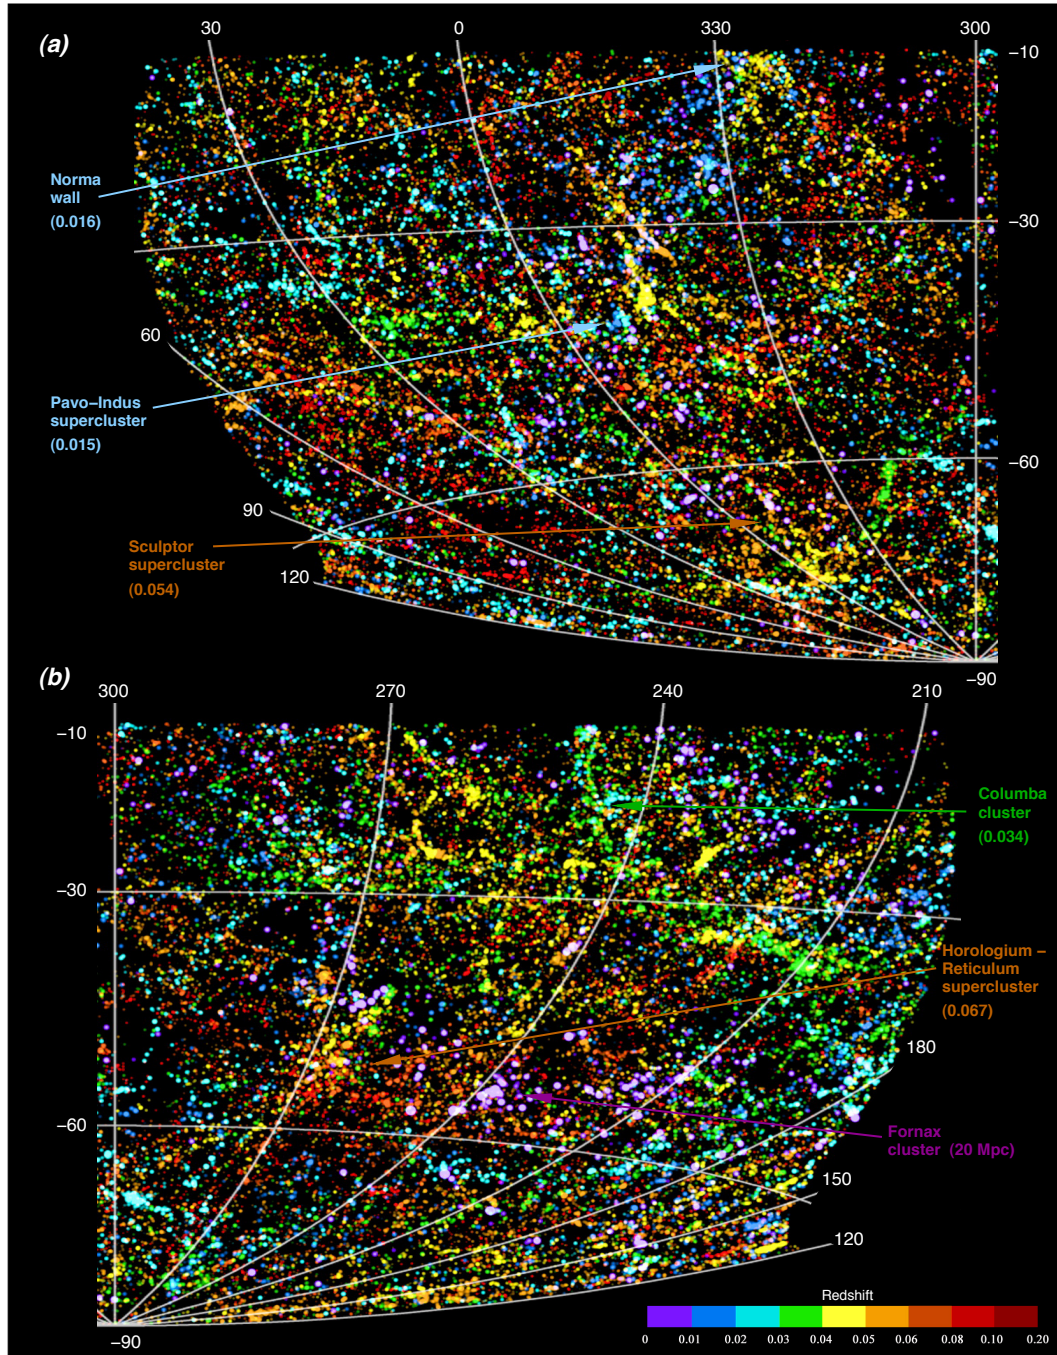 (a)
30
0
330
300
−10
Norma
wall
(0.016)
−30
60
Pavo−Indus
supercluster
(0.015)
−60
90
Sculptor
supercluster
(0.054)
120
−90
(b)
300
270
240
210
−10
Columba
cluster
(0.034)
−30
Horologium −
Reticulum
supercluster
(0.067)
180
−60
Fornax
cluster (20 Mpc)
150
120
−90
Redshift
0 0.01 0.02 0.03 0.04 0.05 0.06 0.08 0.10 0.20